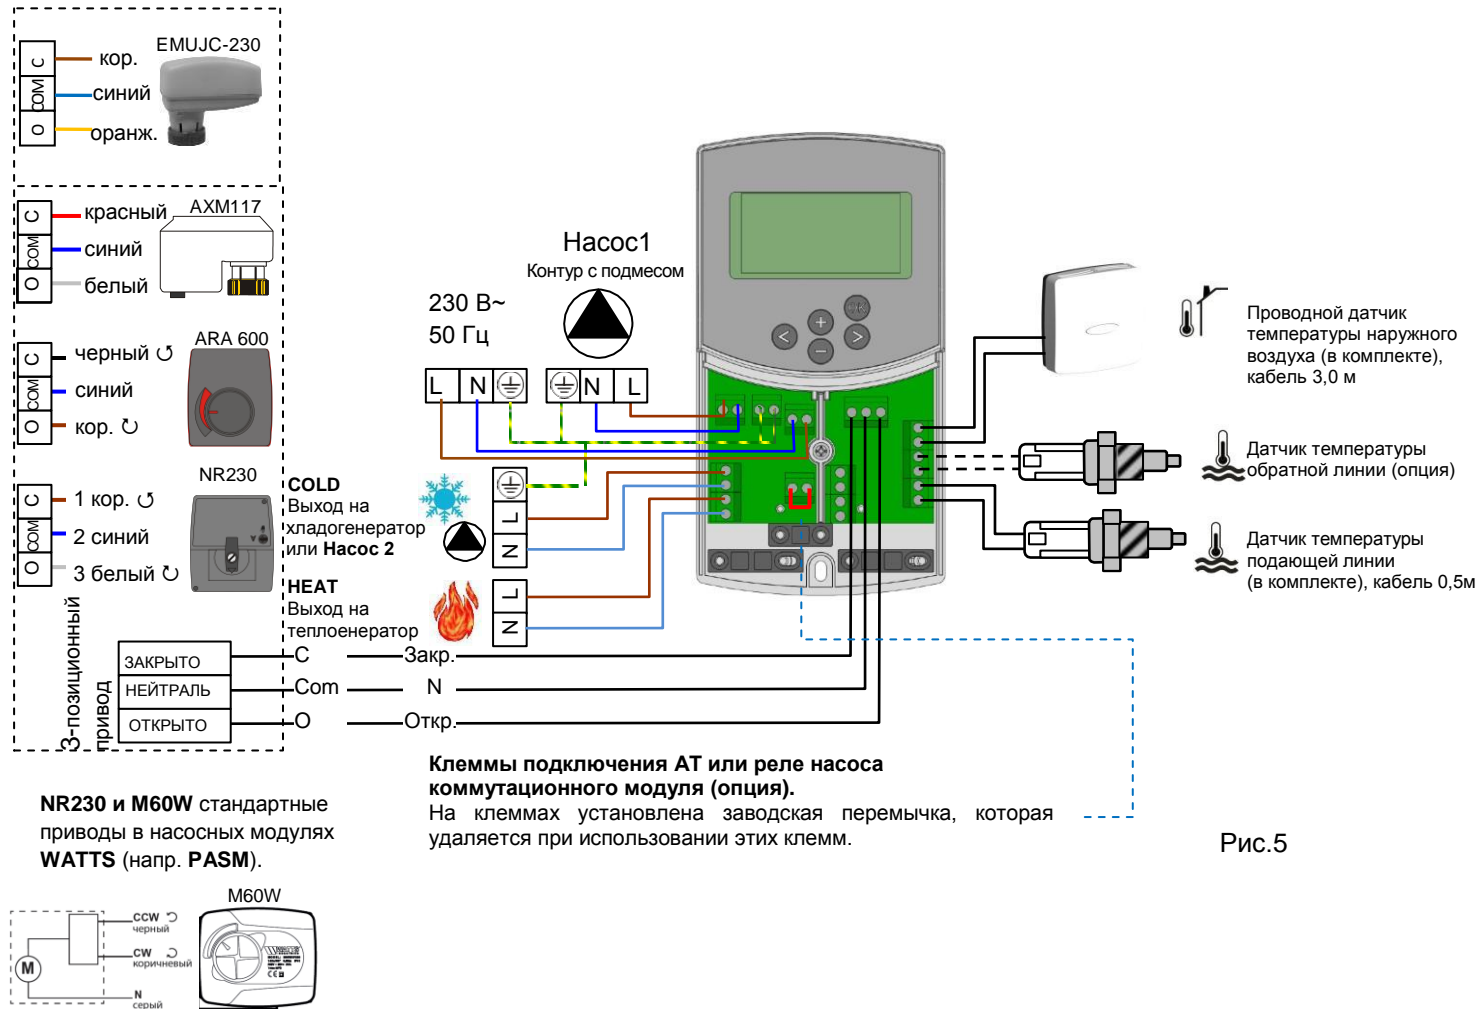 EMUJC-230
C
кор.
COM
синий
O
оранж.
AXM117
C
красный
COM
синий
O
белый
ARA 600
C
черный
COM
синий
O
кор.
NR230
C
1 кор.
COM
2 синий
O
3 белый
3-позиционный
привод
ЗАКРЫТО
C
Закр.
НЕЙТРАЛЬ
Com
N
ОТКРЫТО
O
Откр.
Насос1
Контур с подмесом
230 В~
50 Гц
L N
N L
OK
COLD
Выход на
хладогенератор
или Насос 2
L
N
HEAT
Выход на
теплоенератор
L
N
Проводной датчик
температуры наружного
воздуха (в комплекте),
кабель 3,0 м
Датчик температуры
обратной линии (опция)
Датчик температуры
подающей линии
(в комплекте), кабель 0,5м
Клеммы подключения АТ или реле насоса
коммутационного модуля (опция).
На клеммах установлена заводская перемычка, которая
удаляется при использовании этих клемм.
Рис.5
NR230 и M60W стандартные
приводы в насосных модулях
WATTS (напр. PASM).
M60W
CCW
черный
CW
коричневый
M
N
серый